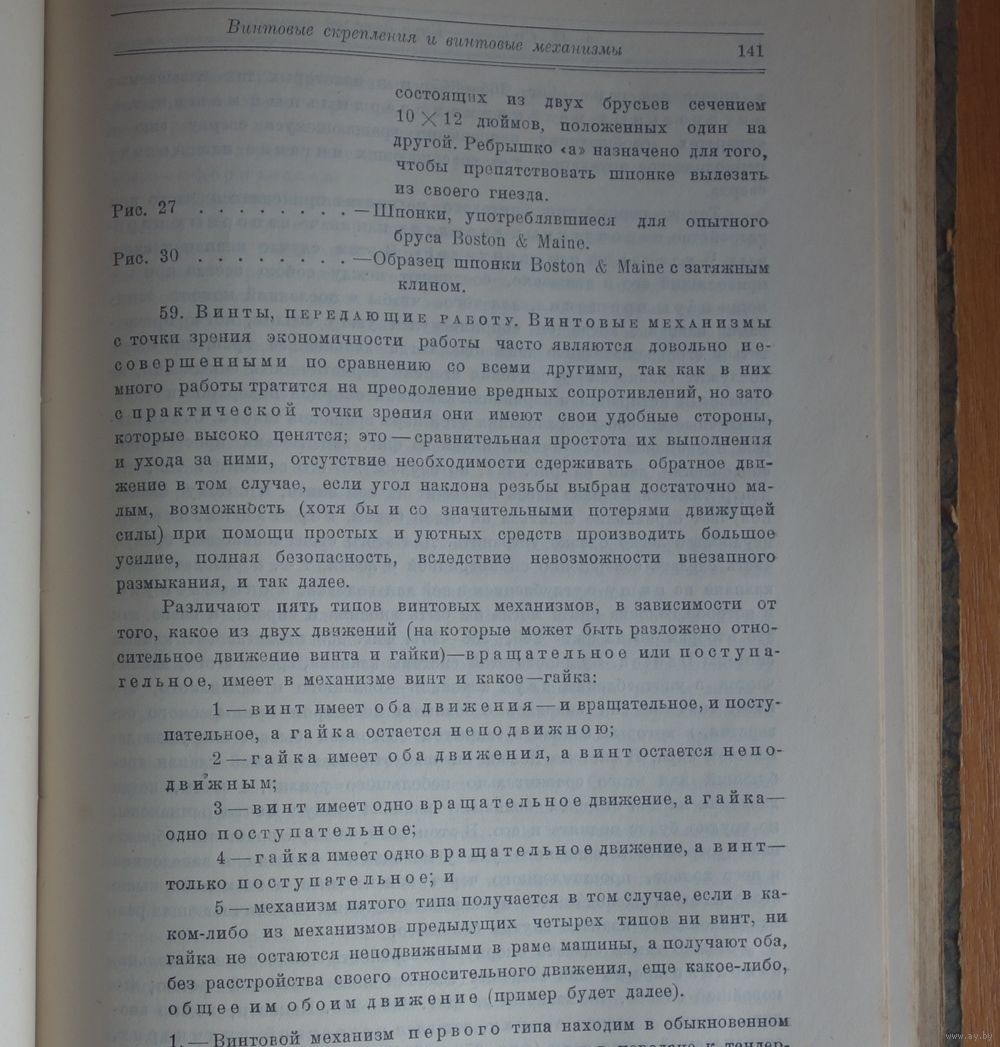 Винтовые скрепления и винтовые механизмы 141
состоящих из двух брусьев сечением
10 × 12 дюймов, положенных один на
другой. Ребрышко «а» назначено для того,
чтобы препятствовать шпонке вылезать
из своего гнезда.
Рис. 27 . . . . . . . . . —Шпонки, употреблявшиеся для опытного
бруса Boston & Maine.
Рис. 30 . . . . . . . . . —Образец шпонки Boston & Maine с затяжным
клином.
59. Винты, передающие работу. Винтовые механизмы
с точки зрения экономичности работы часто являются довольно не-
совершенными по сравнению со всеми другими, так как в них
много работы тратится на преодоление вредных сопротивлений, но зато
с практической точки зрения они имеют свои удобные стороны,
которые высоко ценятся; это — сравнительная простота их выполнения
и ухода за ними, отсутствие необходимости сдерживать обратное дви-
жение в том случае, если угол наклона резьбы выбран достаточно ма-
лым, возможность (хотя бы и со значительными потерями движущей
силы) при помощи простых и уютных средств производить большое
усилие, полная безопасность, вследствие невозможности внезапного
размыкания, и так далее.
Различают пять типов винтовых механизмов, в зависимости от
того, какое из двух движений (на которые может быть разложено отно-
сительное движение винта и гайки)—вращательное или поступа-
тельное, имеет в механизме винт и какое—гайка:
1 — винт имеет оба движения — и вращательное, и посту-
пательное, а гайка остается неподвижною;
2 — гайка имеет оба движения, а винт остается непо-
движным;
3 — винт имеет одно вращательное движение, а гайка—
одно поступательное;
4 — гайка имеет одно вращательное движение, а винт—
только поступательное; и
5 — механизм пятого типа получается в том случае, если в ка-
ком-либо из механизмов предыдущих четырех типов ни винт, ни
гайка не остаются неподвижными в раме машины, а получают оба,
без расстройства своего относительного движения, еще какое-либо,
общее им обоим движение (пример будет далее).
1. — Винтовой механизм первого типа находим в обыкновенном
передаче к тендер-
www.ay.by